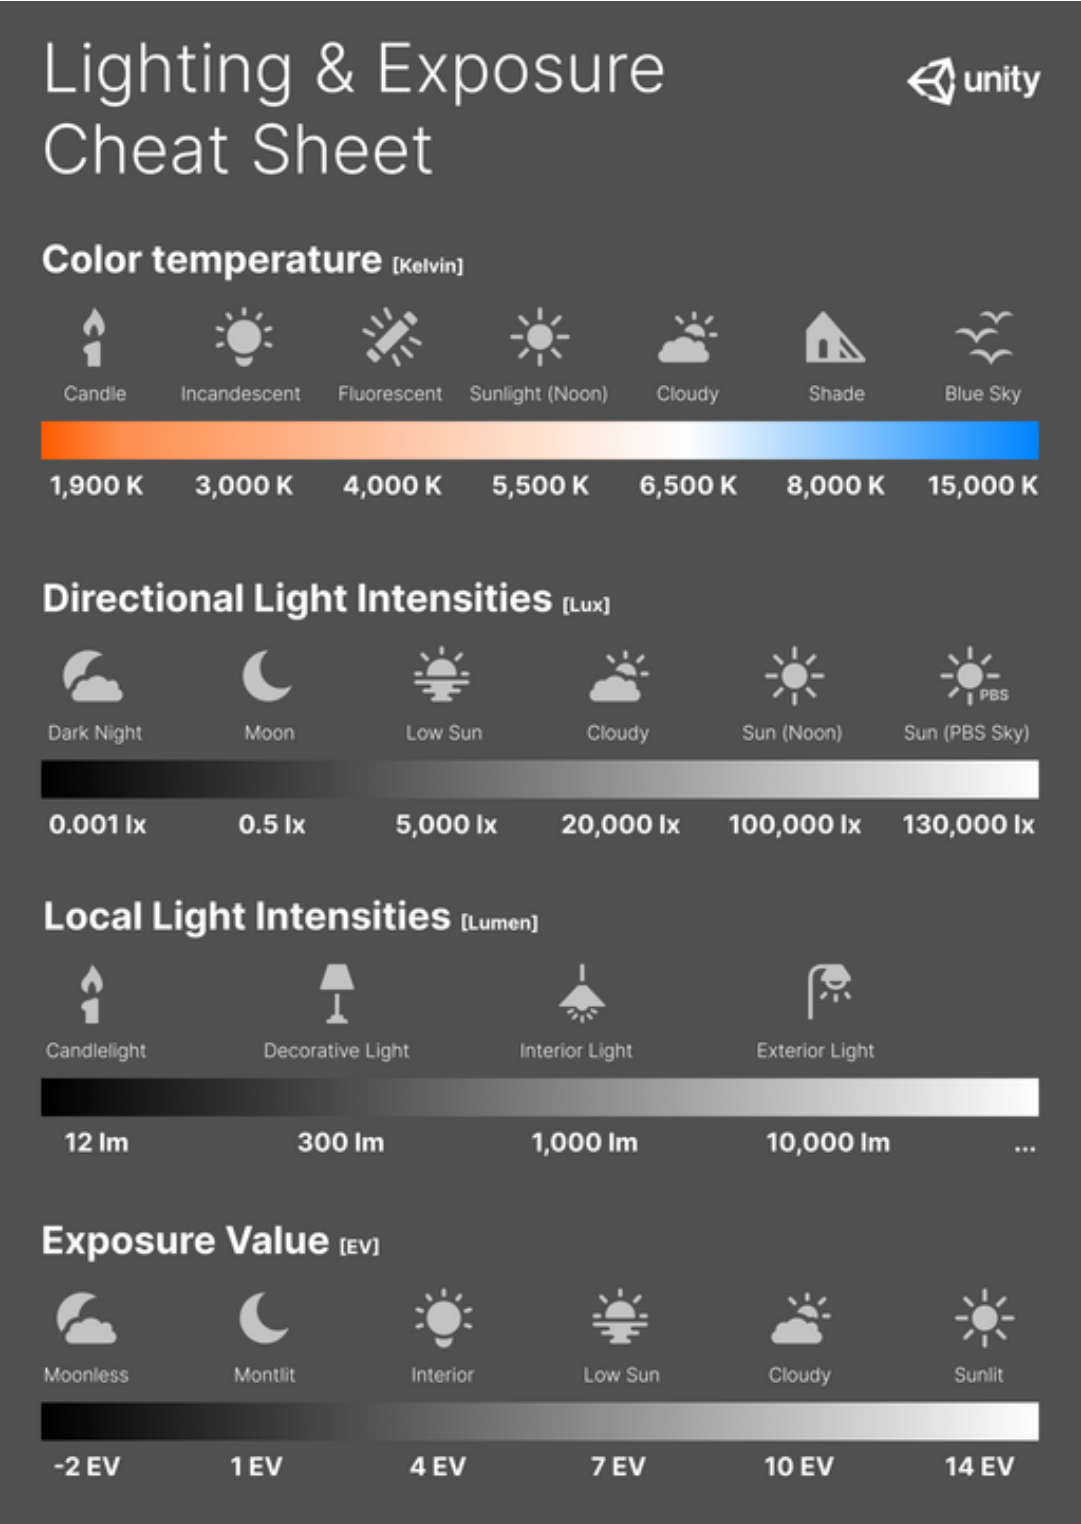 Lighting & Exposure
Cheat Sheet
unity
Color temperature [Kelvin]
Candle Incandescent Fluorescent Sunlight (Noon) Cloudy Shade Blue Sky
1,900 K 3,000 K 4,000 K 5,500 K 6,500 K 8,000 K 15,000 K
Directional Light Intensities [Lux]
PBS
Dark Night Moon Low Sun Cloudy Sun (Noon) Sun (PBS Sky)
0.001 lx 0.5 lx 5,000 lx 20,000 lx 100,000 lx 130,000 lx
Local Light Intensities [Lumen]
Candlelight Decorative Light Interior Light Exterior Light
12 lm 300 lm 1,000 lm 10,000 lm ...
Exposure Value [EV]
Moonless Montlit Interior Low Sun Cloudy Sunlit
-2 EV 1 EV 4 EV 7 EV 10 EV 14 EV